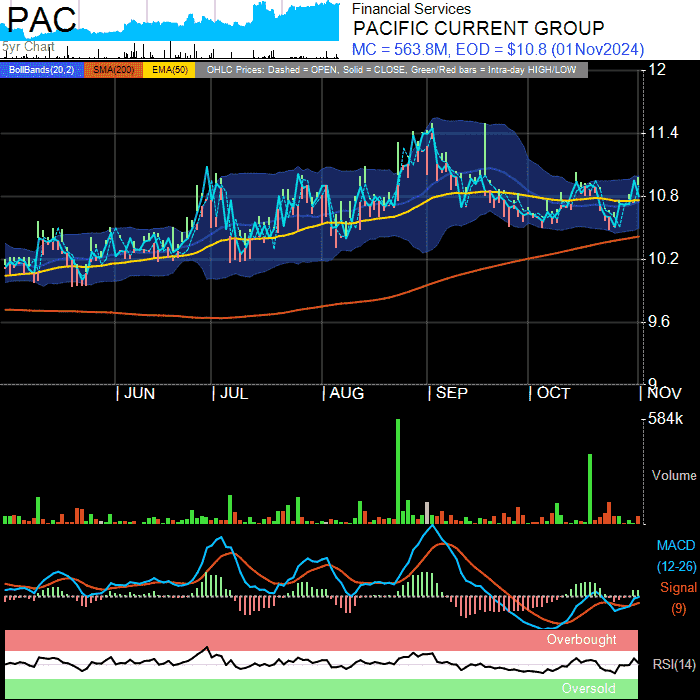 PAC
5yr Chart
Financial Services
PACIFIC CURRENT GROUP
MC = 563.8M, EOD = $10.8 (01Nov2024)
BollBands(20,2) SMA(200) EMA(50) OHLC Prices: Dashed = OPEN, Solid = CLOSE, Green/Red bars = Intra-day HIGH/LOW
12
11.4
10.8
10.2
9.6
9
JUN JUL AUG SEP OCT NOV
584k
Volume
MACD
(12-26)
Signal
(9)
Overbought
RSI(14)
Oversold